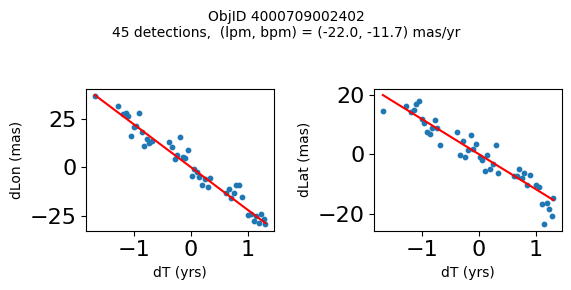 ObjID 4000709002402
45 detections,  (lpm, bpm) = (-22.0, -11.7) mas/yr
dLon (mas)
25
0
−25
−1
0
1
dT (yrs)
dLat (mas)
20
0
−20
−1
0
1
dT (yrs)